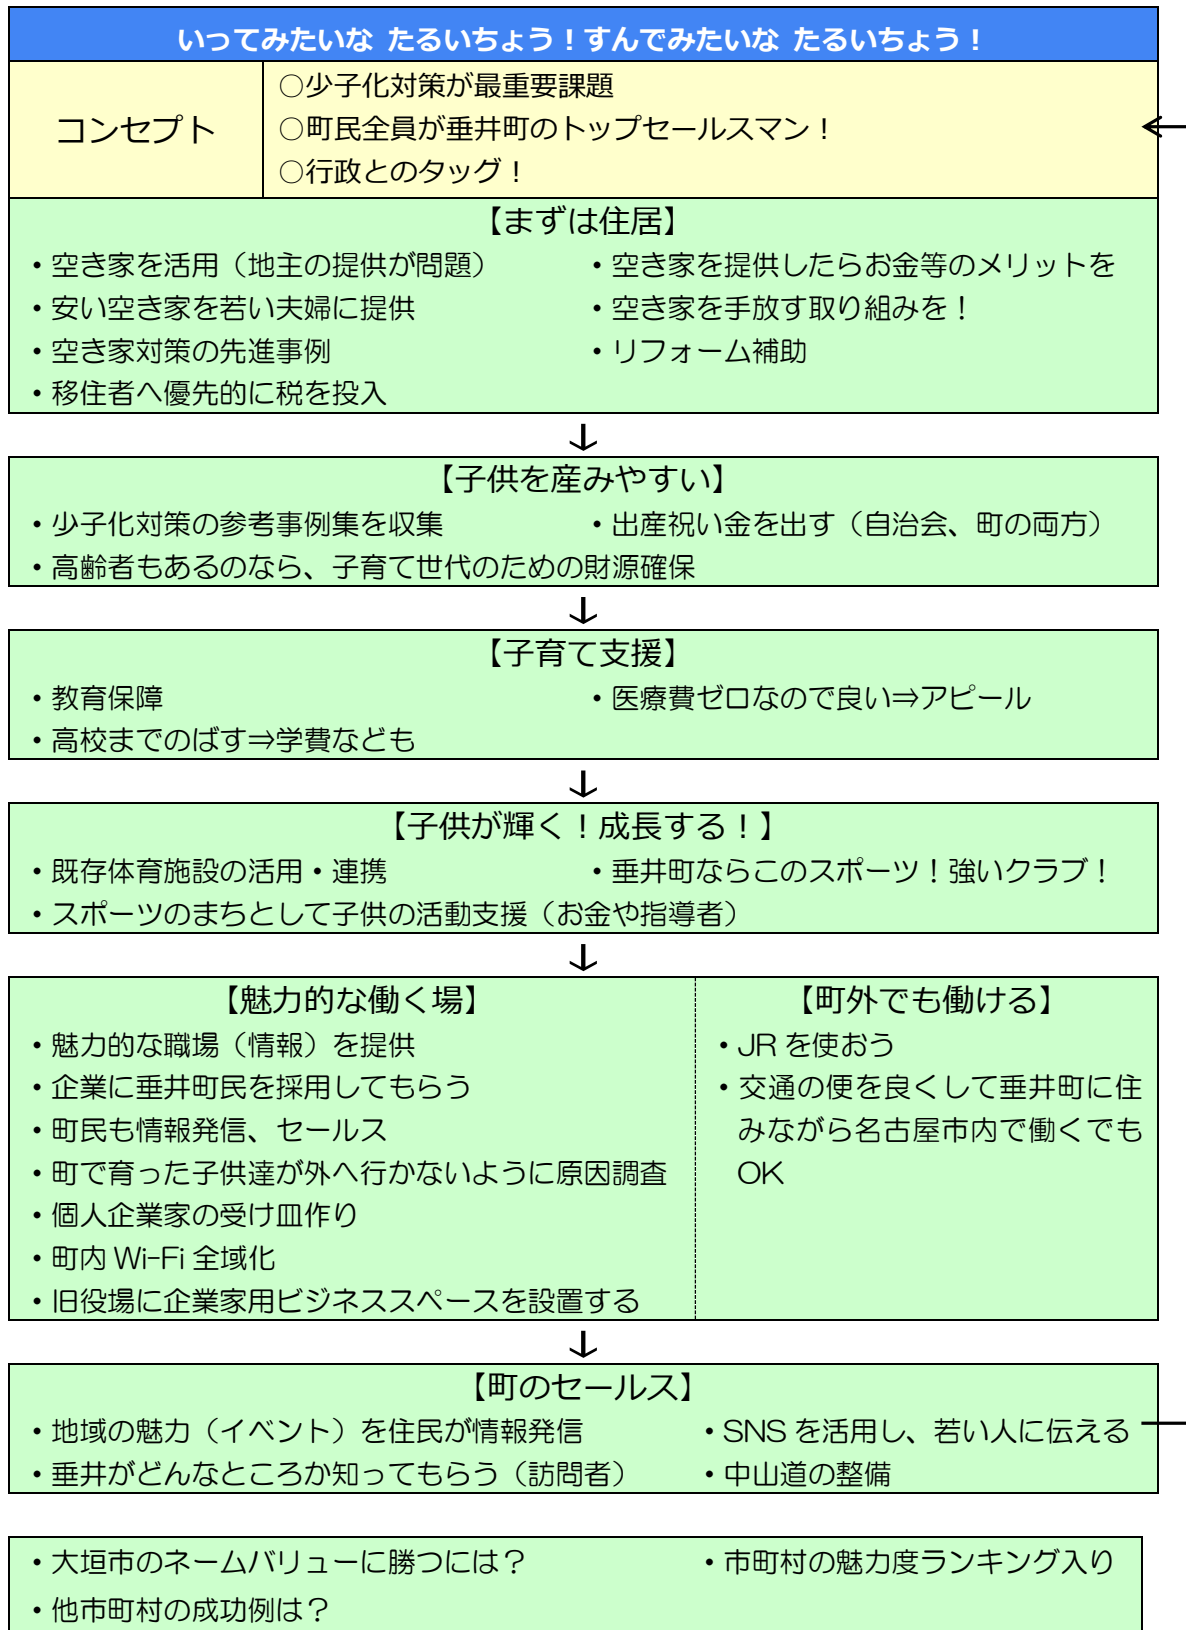 いってみたいな たるいちょう！すんでみたいな たるいちょう！
コンセプト
○少子化対策が最重要課題
○町民全員が垂井町のトップセールスマン！
○行政とのタッグ！
【まずは住居】
・空き家を活用（地主の提供が問題）　・空き家を提供したらお金等のメリットを
・安い空き家を若い夫婦に提供　・空き家を手放す取り組みを！
・空き家対策の先進事例　・リフォーム補助
・移住者へ優先的に税を投入
↓
【子供を産みやすい】
・少子化対策の参考事例集を収集　・出産祝い金を出す（自治会、町の両方）
・高齢者もあるのなら、子育て世代のための財源確保
↓
【子育て支援】
・教育保障　・医療費ゼロなので良い⇒アピール
・高校までのばす⇒学費なども
↓
【子供が輝く！成長する！】
・既存体育施設の活用・連携　・垂井町ならこのスポーツ！強いクラブ！
・スポーツのまちとして子供の活動支援（お金や指導者）
↓
【魅力的な働く場】
・魅力的な職場（情報）を提供
・企業に垂井町民を採用してもらう
・町民も情報発信、セールス
・町で育った子供達が外へ行かないように原因調査
・個人企業家の受け皿作り
・町内 Wi-Fi 全域化
・旧役場に企業家用ビジネススペースを設置する
【町外でも働ける】
・JR を使おう
・交通の便を良くして垂井町に住
みながら名古屋市内で働くでも
OK
↓
【町のセールス】
・地域の魅力（イベント）を住民が情報発信　・SNS を活用し、若い人に伝える
・垂井がどんなところか知ってもらう（訪問者）　・中山道の整備
・大垣市のネームバリューに勝つには？　・市町村の魅力度ランキング入り
・他市町村の成功例は？